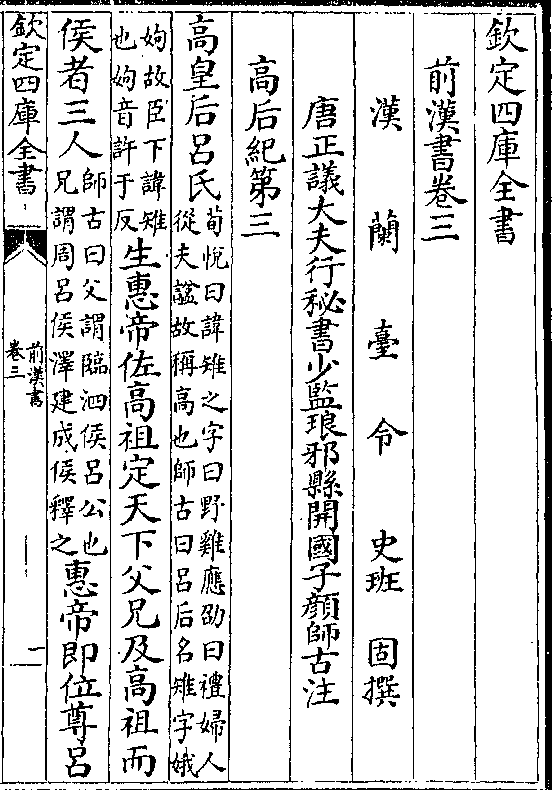 欽定四庫全書
前漢書卷三
漢蘭臺令史班固撰
唐正議大夫行秘書少監琅邪縣開國子顔師古注
高后紀第三
高皇后呂氏荀悅曰諱雉之字曰野雞應劭曰禮婦人從夫諡故稱高也師古曰呂后名雉字娥
姁故臣下諱雉也姁音許于反生惠帝佐高祖定天下父兄及高祖而
侯者三人師古曰父謂臨泗侯呂公也兄謂周呂侯澤建成侯釋之惠帝即位尊呂
欽定四庫全書
前漢書
卷三
一